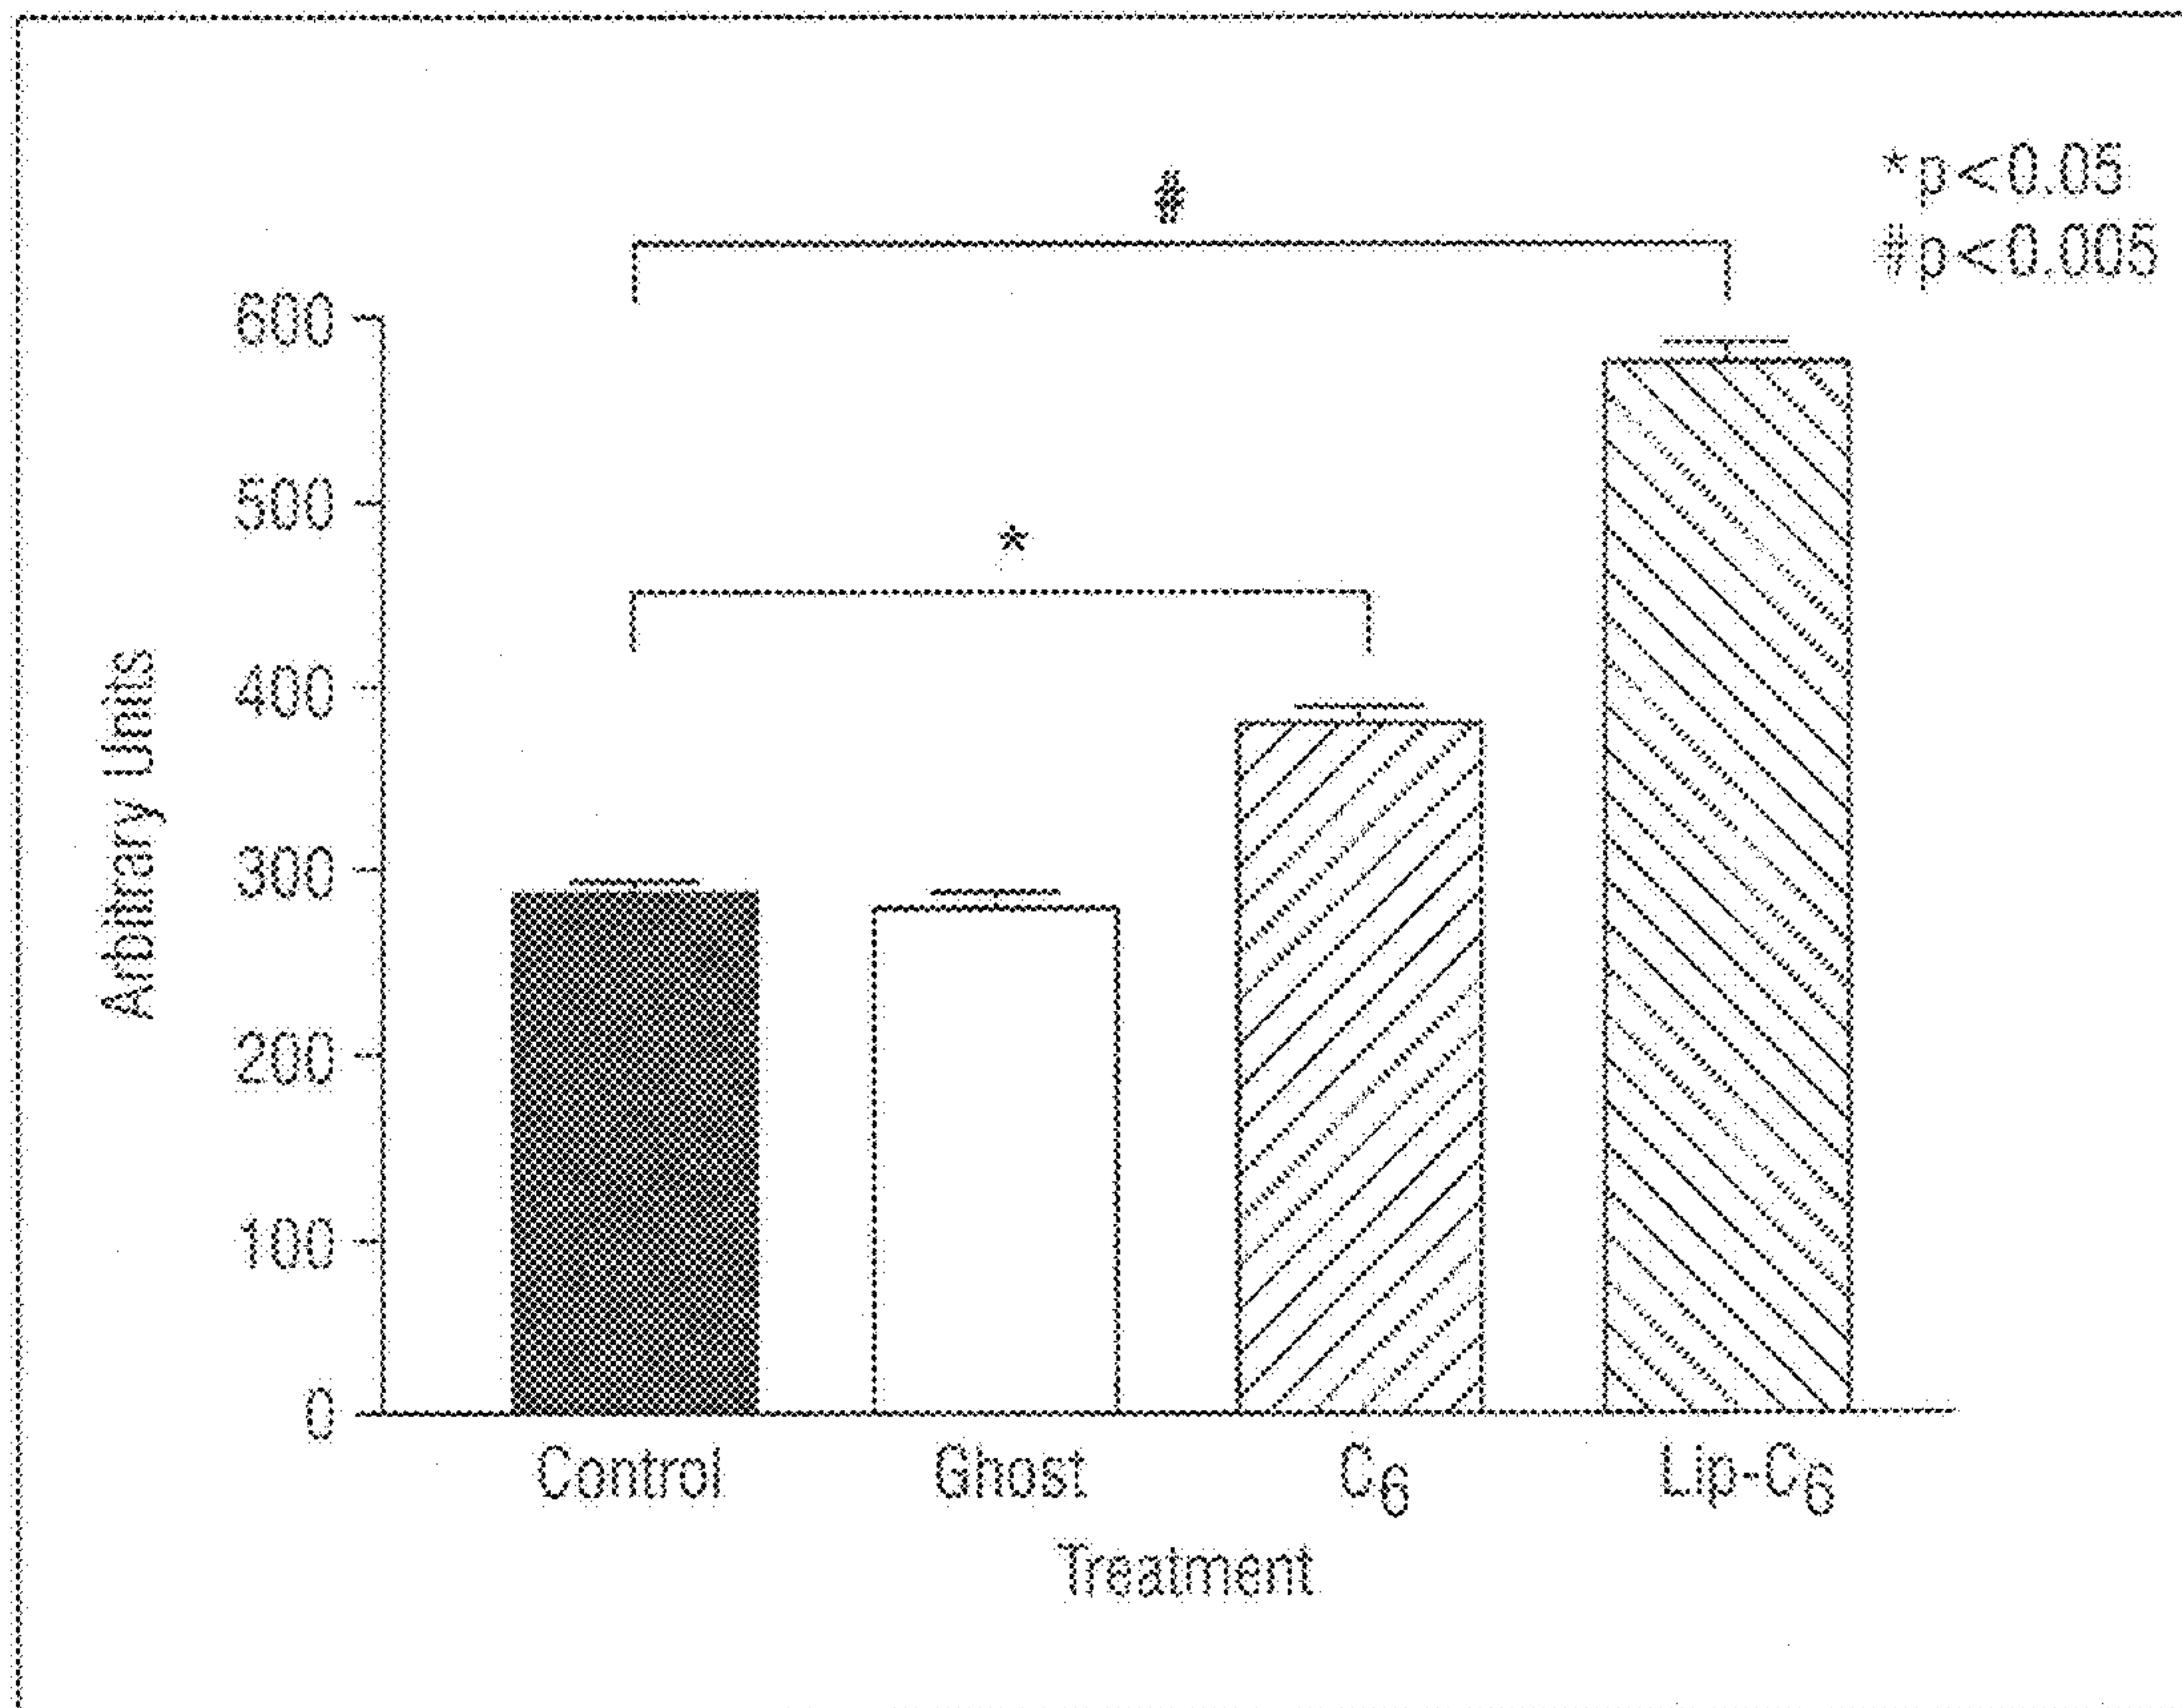 *p<0.05
#p<0.005
#
600
500
*
400
300
200
100
0
Arbitrary Units
Control Ghost C6 Lip-C6
Treatment